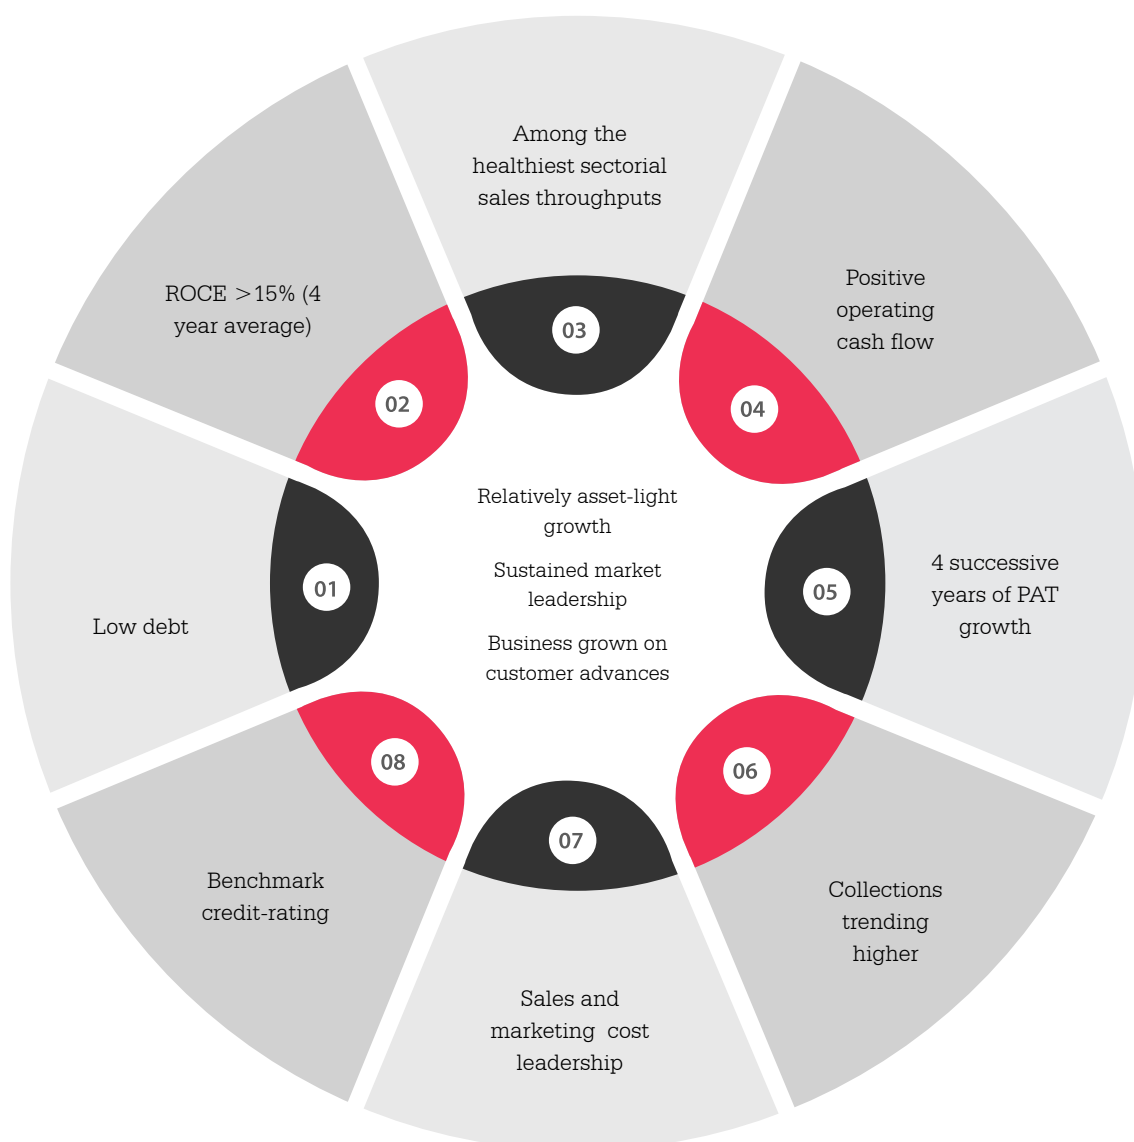 Among the
healthiest sectorial
sales throughputs
03
Positive
operating
cash flow
04
ROCE >15% (4
year average)
02
Relatively asset-light
growth
Sustained market
leadership
Business grown on
customer advances
01
Low debt
05
4 successive
years of PAT
growth
08
Benchmark
credit-rating
06
Collections
trending
higher
07
Sales and
marketing  cost
leadership